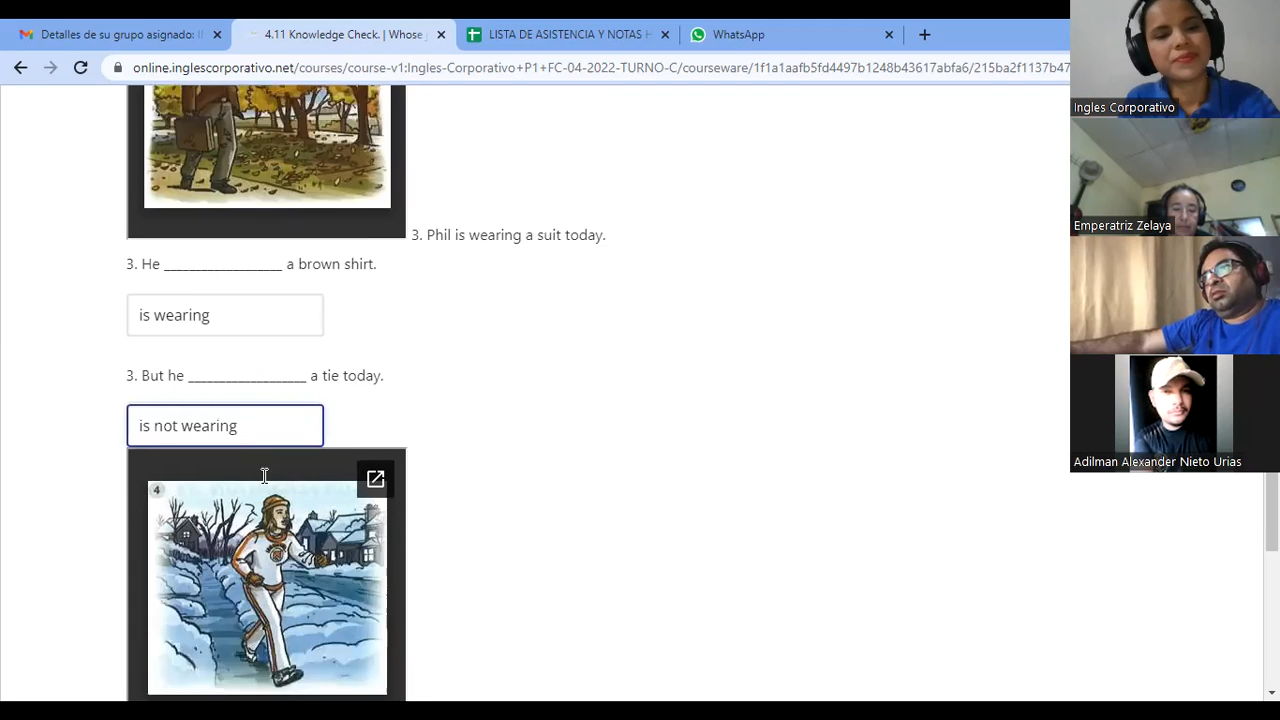 Detalles de su grupo asignado: I
4.11 Knowledge Check. | Whose j
LISTA DE ASISTENCIA Y NOTAS H
WhatsApp
online.inglescorporativo.net/courses/course-v1:Ingles-Corporativo+P1+FC-04-2022-TURNO-C/courseware/1f1a1aafb5fd4497b1248b43617abfa6/215ba2f1137b47
Ingles Corporativo
Emperatriz Zelaya
Adilman Alexander Nieto Urias
3. Phil is wearing a suit today.
3. He ___________________ a brown shirt.
is wearing
3. But he ___________________ a tie today.
is not wearing
4